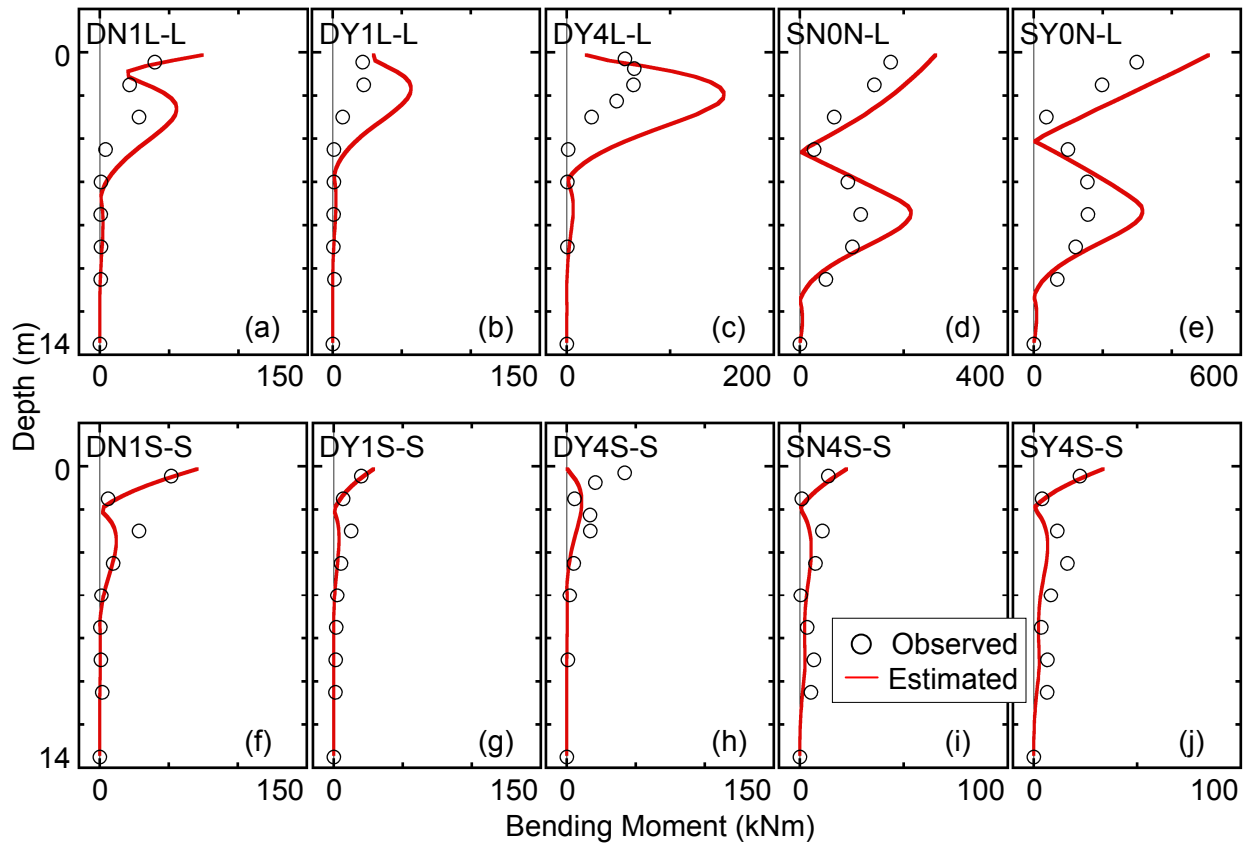 DN1L-L DY1L-L DY4L-L SN0N-L SY0N-L
0
(a) (b) (c) (d) (e)
14
0 150 0 150 0 200 0 400 0 600
Depth (m)
DN1S-S DY1S-S DY4S-S SN4S-S SY4S-S
0
Observed
Estimated
(f) (g) (h) (i) (j)
14
0 150 0 150 0 150 0 100 0 100
Bending Moment (kNm)